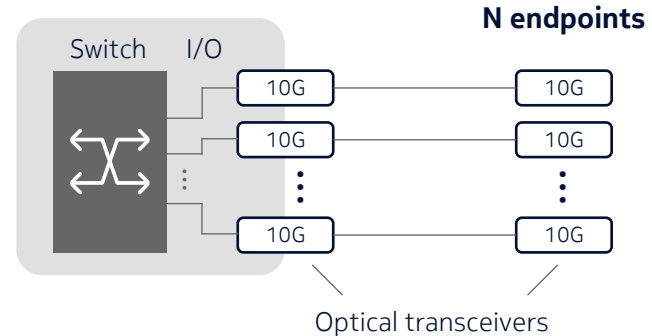 N endpoints
Switch I/O
10G 10G
10G 10G
10G 10G
Optical transceivers